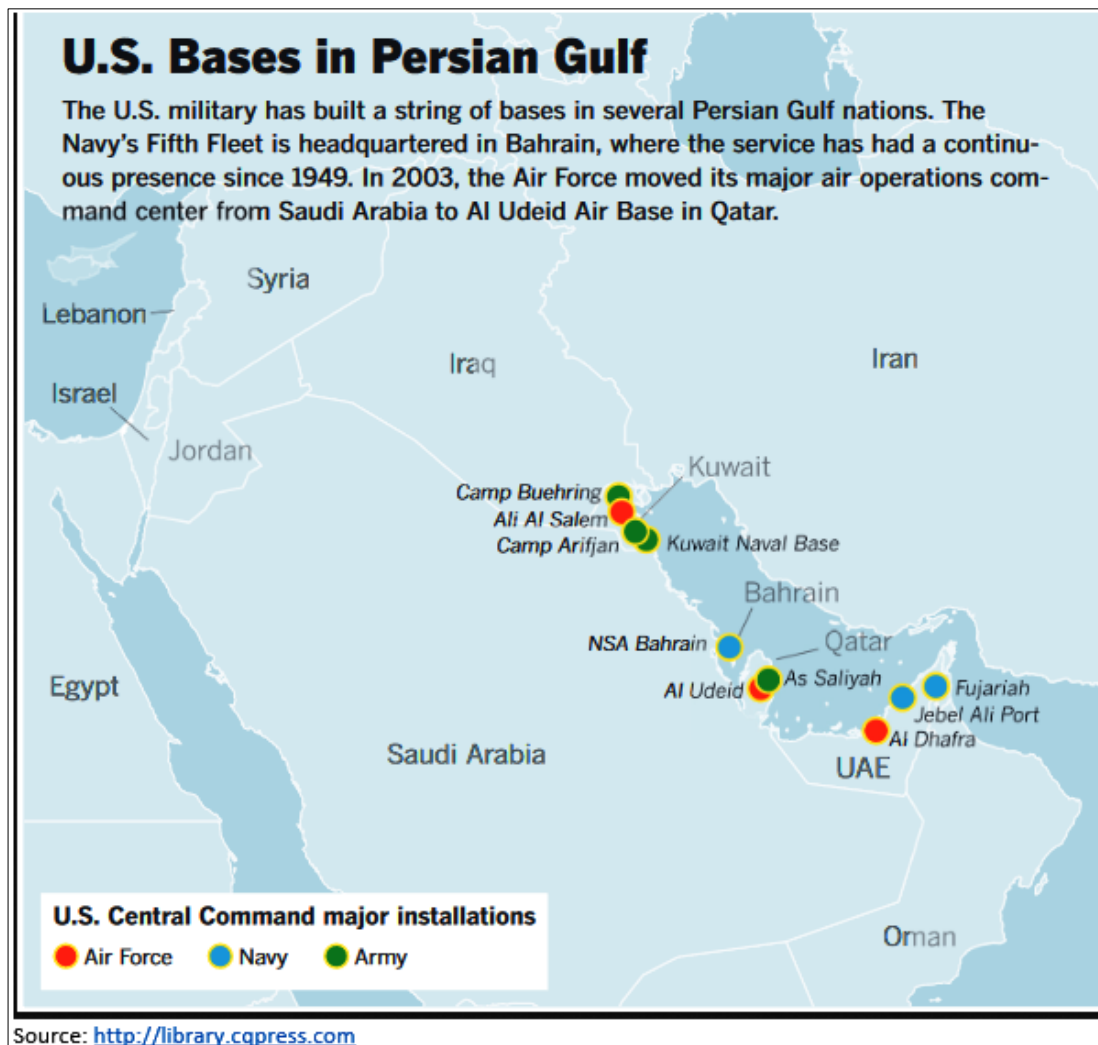 U.S. Bases in Persian Gulf
The U.S. military has built a string of bases in several Persian Gulf nations. The
Navy's Fifth Fleet is headquartered in Bahrain, where the service has had a continu-
ous presence since 1949. In 2003, the Air Force moved its major air operations com-
mand center from Saudi Arabia to Al Udeid Air Base in Qatar.
Syria
Lebanon
Iraq
Iran
Israel
Jordan
Kuwait
Camp Buehring
Ali Al Salem
Camp Arifjan
Kuwait Naval Base
Bahrain
NSA Bahrain
Qatar
As Saliyah
Al Udeid
Egypt
Fujariah
Jebel Ali Port
Al Dhafra
Saudi Arabia
UAE
U.S. Central Command major installations
Air Force Navy Army
Oman
Source: http://library.cqpress.com